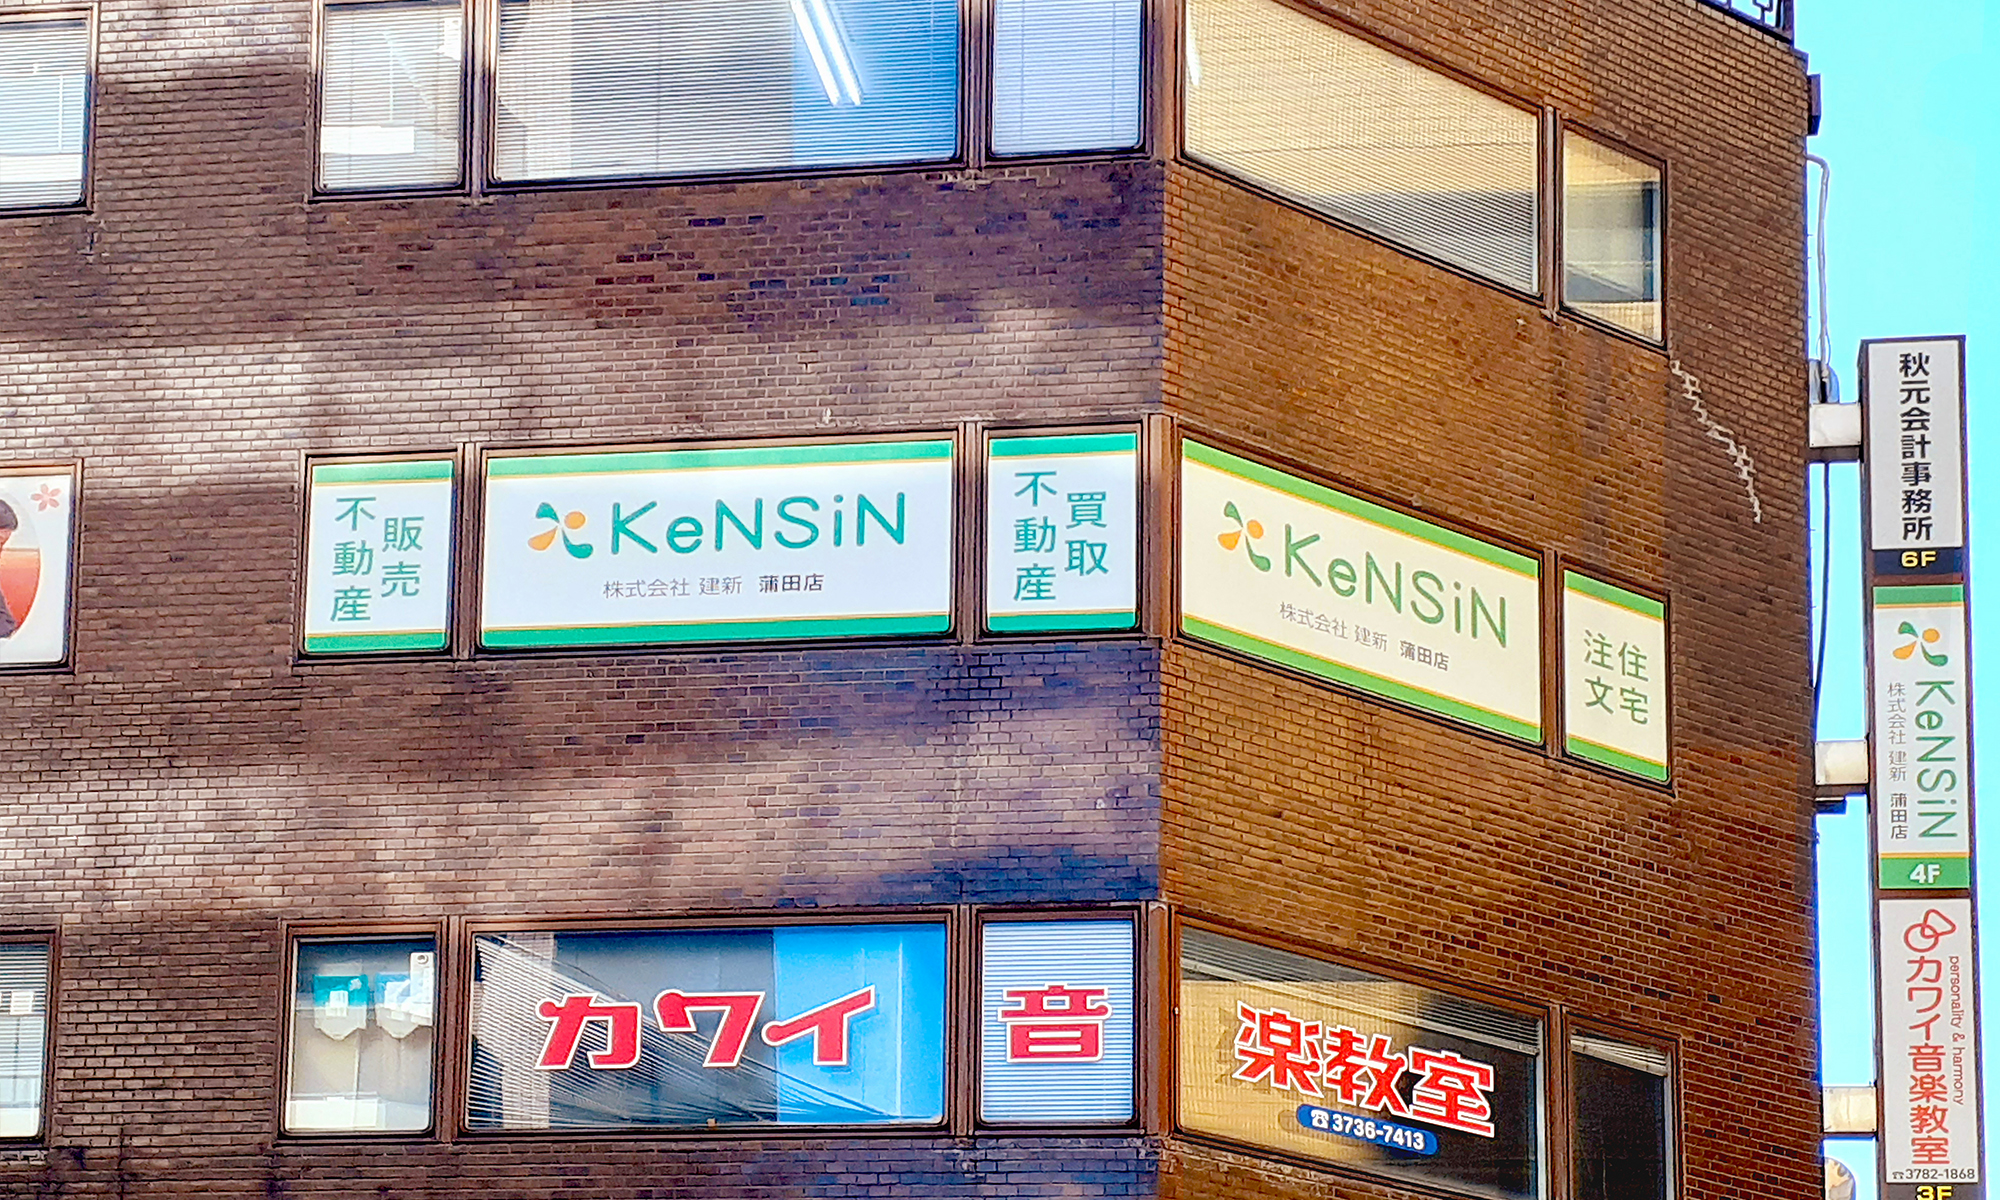 不動産
販売
KeNSiN
株式会社 建新 蒲田店
不動産
買取
KeNSiN
株式会社 建新 蒲田店
住宅
注文
カワイ
音
楽教室
☎3736-7413
秋元会計事務所
6F
KeNSiN
株式会社 建新 蒲田店
4F
personality & harmony
カワイ音楽教室
☎3782-1868
3F